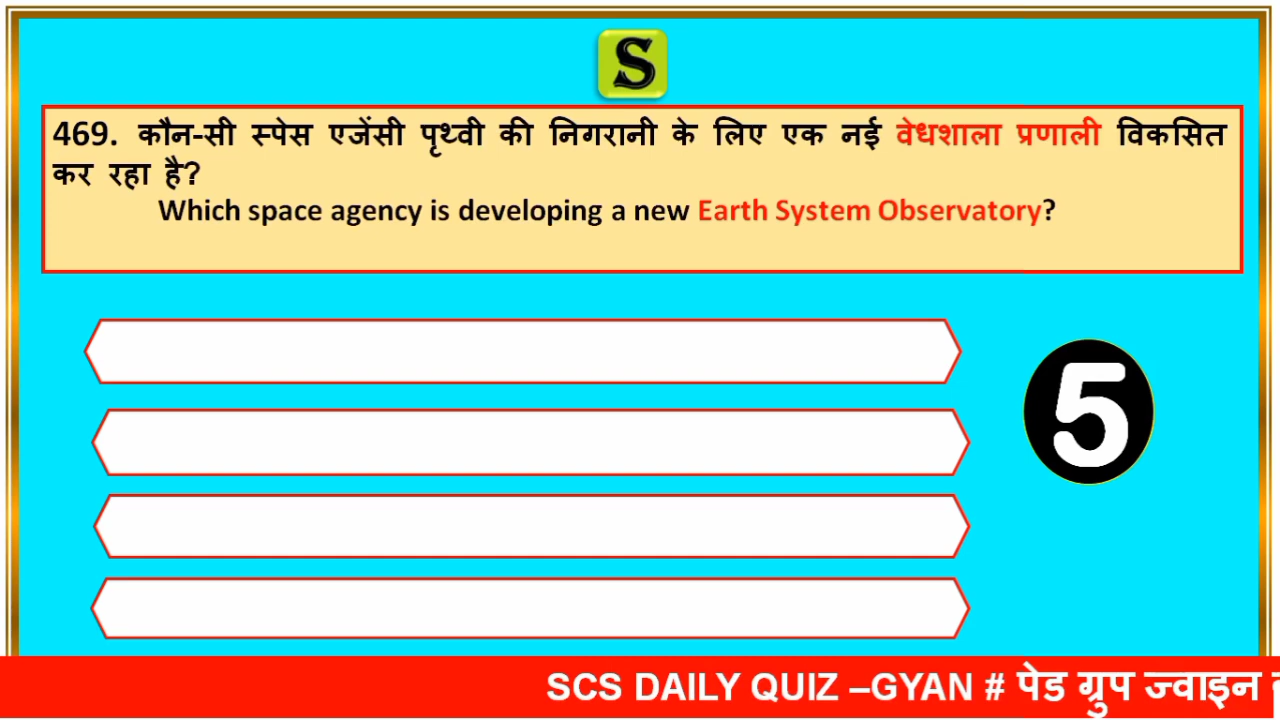 S
469. कौन-सी स्पेस एजेंसी पृथ्वी की निगरानी के लिए एक नई वेधशाला प्रणाली विकसित
कर रहा है?
Which space agency is developing a new Earth System Observatory?
5
SCS DAILY QUIZ –GYAN # पेड ग्रुप ज्वाइन